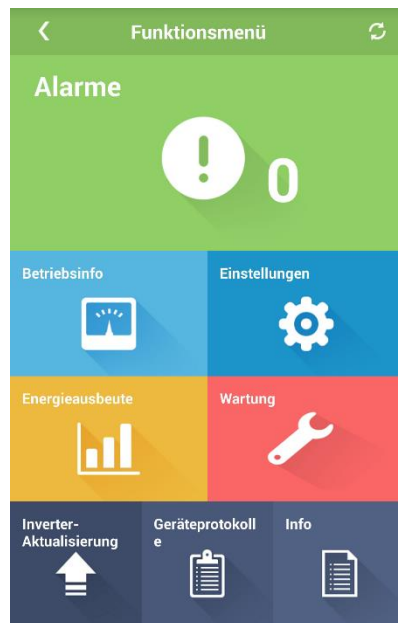 Funktionsmenü
Alarme
0
Betriebsinfo
Einstellungen
Energieausbeute
Wartung
Inverter-
Aktualisierung
Geräteprotokoll
e
Info